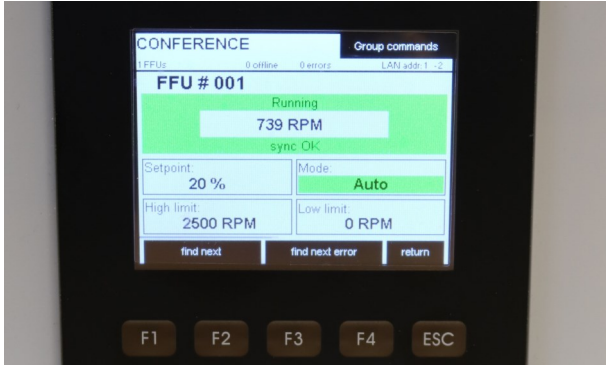 CONFERENCE Group commands
1 FFUs 0 offline 0 errors LAN addr: 1 - 2
FFU # 001
Running
739 RPM
sync OK
Setpoint: Mode:
20 % Auto
High limit: Low limit:
2500 RPM 0 RPM
find next find next error return
F1 F2 F3 F4 ESC